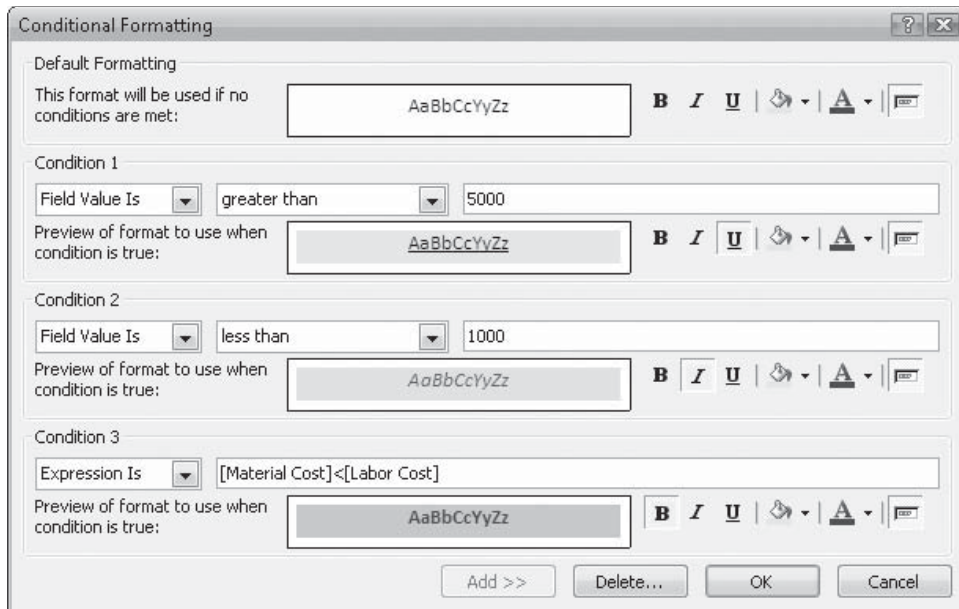 Conditional Formatting
Default Formatting
This format will be used if no
conditions are met:
AaBbCcYyZz
B I U A
Condition 1
Field Value Is
greater than
5000
Preview of format to use when
condition is true:
AaBbCcYyZz
B I U A
Condition 2
Field Value Is
less than
1000
Preview of format to use when
condition is true:
AaBbCcYyZz
B I U A
Condition 3
Expression Is
[Material Cost]<[Labor Cost]
Preview of format to use when
condition is true:
AaBbCcYyZz
B I U A
Add >>
Delete...
OK
Cancel